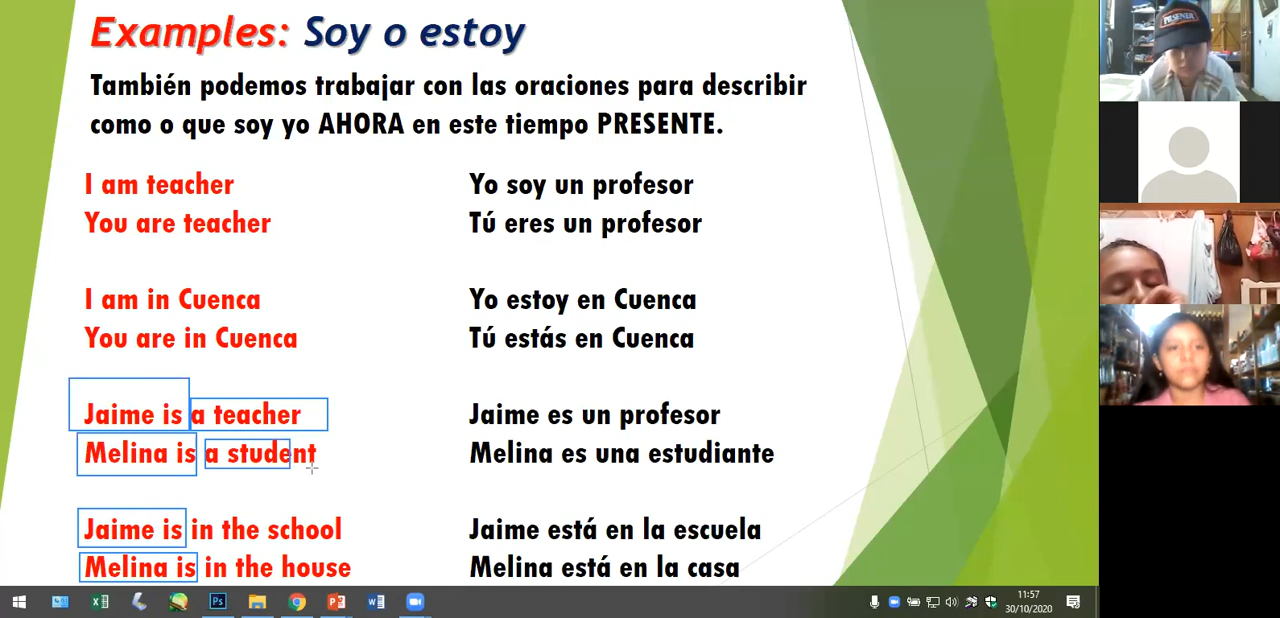 Examples: Soy o estoy
También podemos trabajar con las oraciones para describir
como o que soy yo AHORA en este tiempo PRESENTE.
I am teacher
Yo soy un profesor
You are teacher
Tú eres un profesor
I am in Cuenca
Yo estoy en Cuenca
You are in Cuenca
Tú estás en Cuenca
Jaime is a teacher
Jaime es un profesor
Melina is a student
Melina es una estudiante
Jaime is in the school
Jaime está en la escuela
Melina is in the house
Melina está en la casa
PILSENER
Ps
11:57
30/10/2020